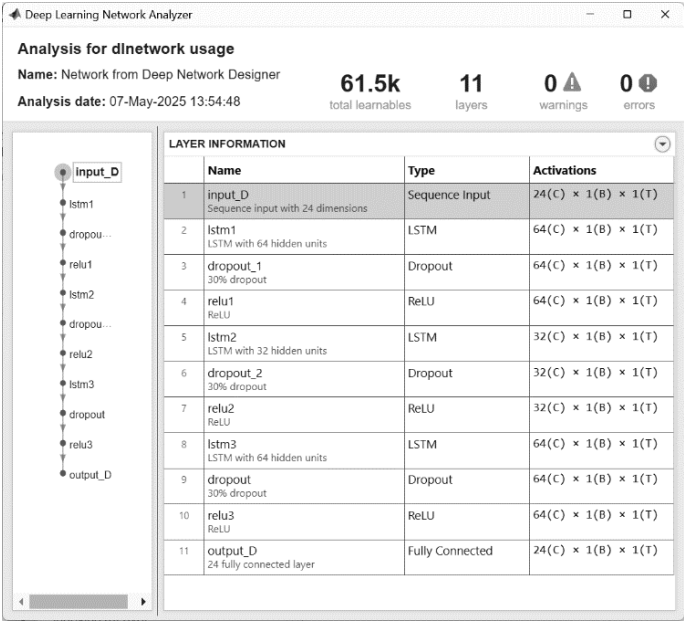 Deep Learning Network Analyzer
Analysis for dlnetwork usage
Name: Network from Deep Network Designer
Analysis date: 07-May-2025 13:54:48
61.5k
total learnables
11
layers
0
warnings
0
errors
input_D
lstm1
dropou...
relu1
lstm2
dropou...
relu2
lstm3
dropout
relu3
output_D
LAYER INFORMATION
Name Type Activations
1 input_D Sequence Input 24(C) × 1(B) × 1(T)
Sequence input with 24 dimensions
2 lstm1 LSTM 64(C) × 1(B) × 1(T)
LSTM with 64 hidden units
3 dropout_1 Dropout 64(C) × 1(B) × 1(T)
30% dropout
4 relu1 ReLU 64(C) × 1(B) × 1(T)
ReLU
5 lstm2 LSTM 32(C) × 1(B) × 1(T)
LSTM with 32 hidden units
6 dropout_2 Dropout 32(C) × 1(B) × 1(T)
30% dropout
7 relu2 ReLU 32(C) × 1(B) × 1(T)
ReLU
8 lstm3 LSTM 64(C) × 1(B) × 1(T)
LSTM with 64 hidden units
9 dropout Dropout 64(C) × 1(B) × 1(T)
30% dropout
10 relu3 ReLU 64(C) × 1(B) × 1(T)
ReLU
11 output_D Fully Connected 24(C) × 1(B) × 1(T)
24 fully connected layer